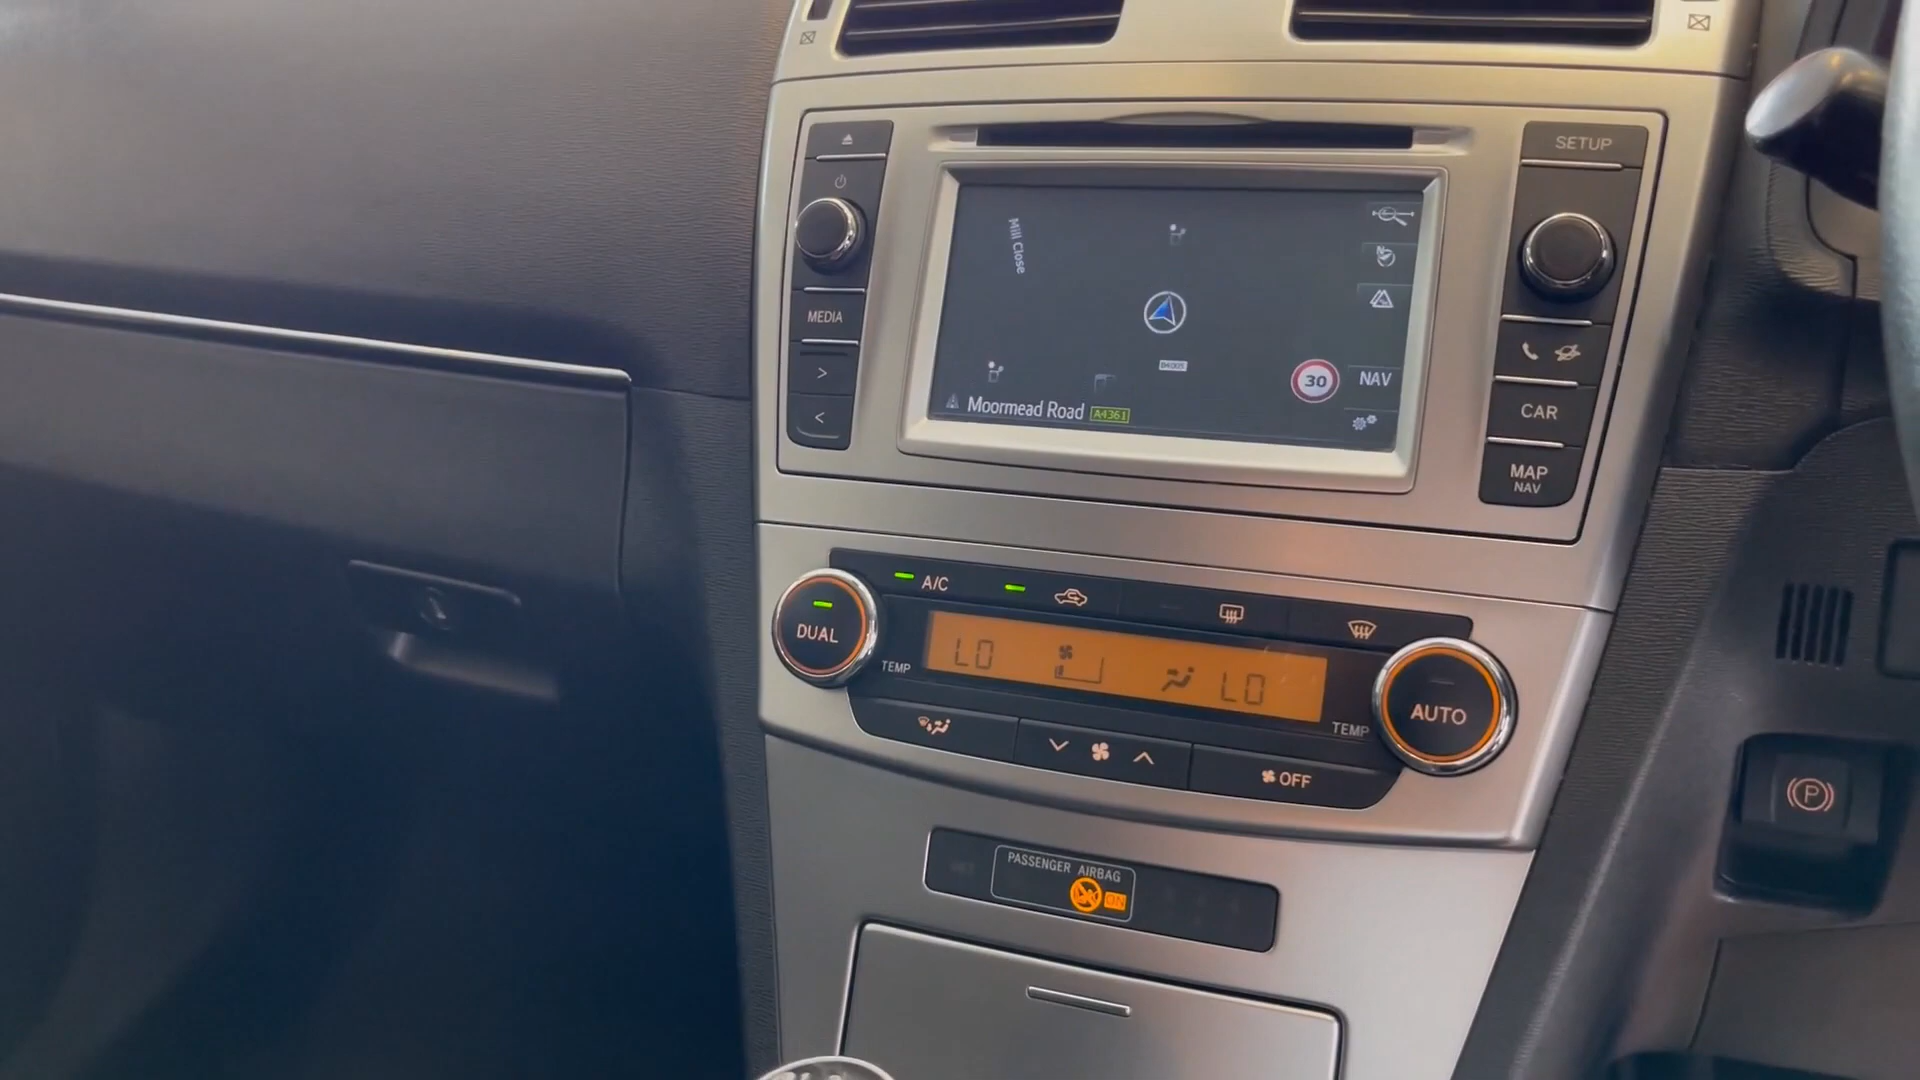 SETUP
MEDIA
>
<
CAR
MAP
NAV
Mill Close
30
NAV
Moormead Road A4361
A/C
DUAL
TEMP
LO
LO
TEMP
AUTO
OFF
PASSENGER AIRBAG
ON
P